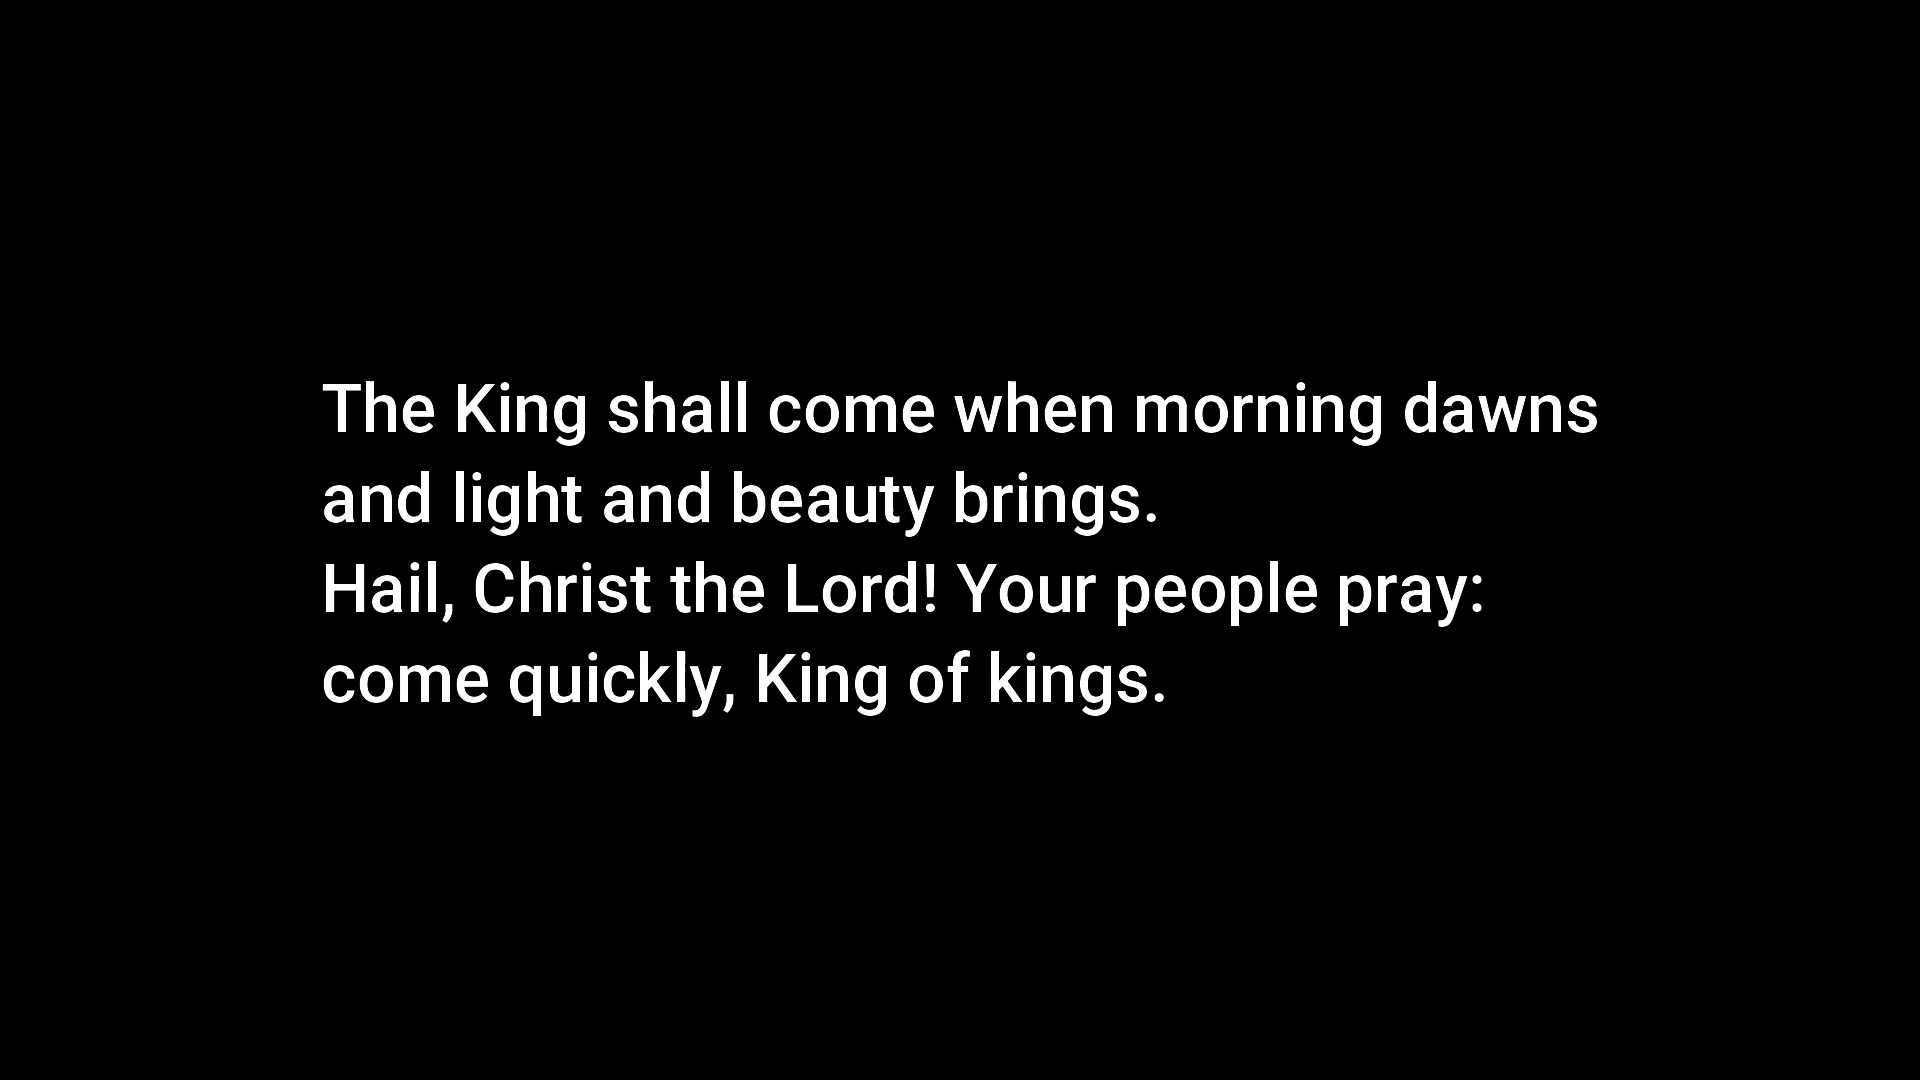 The King shall come when morning dawns
and light and beauty brings.
Hail, Christ the Lord! Your people pray:
come quickly, King of kings.